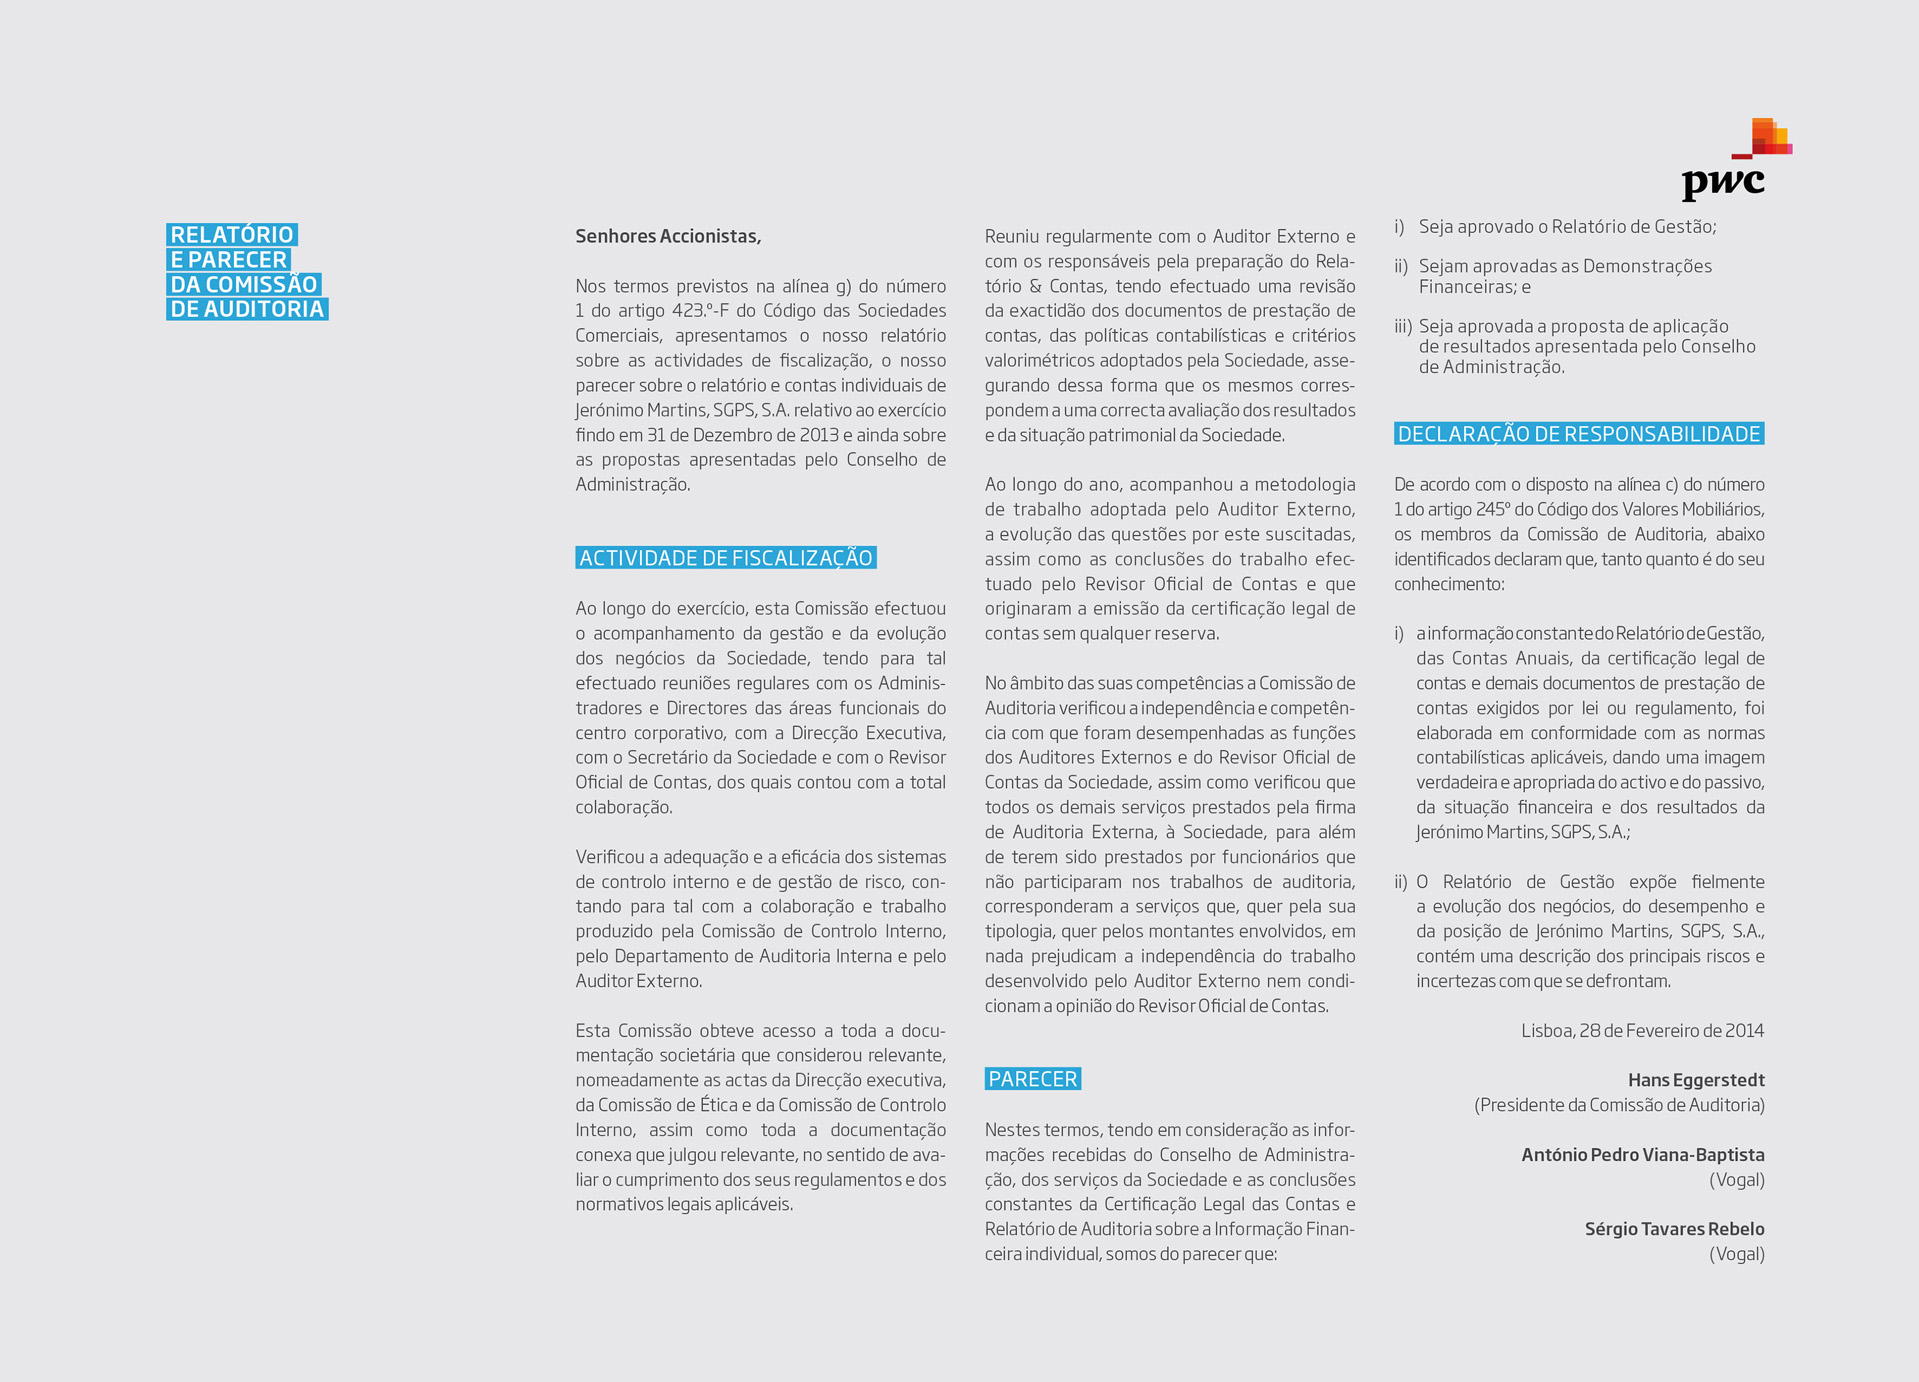 RELATÓRIO
E PARECER
DA COMISSÃO
DE AUDITORIA
Senhores Accionistas,
Nos termos previstos na alínea g) do número
1 do artigo 423.º-F do Código das Sociedades
Comerciais, apresentamos o nosso relatório
sobre as actividades de fiscalização, o nosso
parecer sobre o relatório e contas individuais de
Jerónimo Martins, SGPS, S.A. relativo ao exercício
findo em 31 de Dezembro de 2013 e ainda sobre
as propostas apresentadas pelo Conselho de
Administração.
ACTIVIDADE DE FISCALIZAÇÃO
Ao longo do exercício, esta Comissão efectuou
o acompanhamento da gestão e da evolução
dos negócios da Sociedade, tendo para tal
efectuado reuniões regulares com os Adminis-
tradores e Directores das áreas funcionais do
centro corporativo, com a Direcção Executiva,
com o Secretário da Sociedade e com o Revisor
Oficial de Contas, dos quais contou com a total
colaboração.
Verificou a adequação e a eficácia dos sistemas
de controlo interno e de gestão de risco, con-
tando para tal com a colaboração e trabalho
produzido pela Comissão de Controlo Interno,
pelo Departamento de Auditoria Interna e pelo
Auditor Externo.
Esta Comissão obteve acesso a toda a docu-
mentação societária que considerou relevante,
nomeadamente as actas da Direcção executiva,
da Comissão de Ética e da Comissão de Controlo
Interno, assim como toda a documentação
conexa que julgou relevante, no sentido de ava-
liar o cumprimento dos seus regulamentos e dos
normativos legais aplicáveis.
Reuniu regularmente com o Auditor Externo e
com os responsáveis pela preparação do Rela-
tório & Contas, tendo efectuado uma revisão
da exactidão dos documentos de prestação de
contas, das políticas contabilísticas e critérios
valorimétricos adoptados pela Sociedade, asse-
gurando dessa forma que os mesmos corres-
pondem a uma correcta avaliação dos resultados
e da situação patrimonial da Sociedade.
Ao longo do ano, acompanhou a metodologia
de trabalho adoptada pelo Auditor Externo,
a evolução das questões por este suscitadas,
assim como as conclusões do trabalho efec-
tuado pelo Revisor Oficial de Contas e que
originaram a emissão da certificação legal de
contas sem qualquer reserva.
No âmbito das suas competências a Comissão de
Auditoria verificou a independência e competên-
cia com que foram desempenhadas as funções
dos Auditores Externos e do Revisor Oficial de
Contas da Sociedade, assim como verificou que
todos os demais serviços prestados pela firma
de Auditoria Externa, à Sociedade, para além
de terem sido prestados por funcionários que
não participaram nos trabalhos de auditoria,
corresponderam a serviços que, quer pela sua
tipologia, quer pelos montantes envolvidos, em
nada prejudicam a independência do trabalho
desenvolvido pelo Auditor Externo nem condi-
cionam a opinião do Revisor Oficial de Contas.
PARECER
Nestes termos, tendo em consideração as infor-
mações recebidas do Conselho de Administra-
ção, dos serviços da Sociedade e as conclusões
constantes da Certificação Legal das Contas e
Relatório de Auditoria sobre a Informação Finan-
ceira individual, somos do parecer que:
pwc
i) Seja aprovado o Relatório de Gestão;
ii) Sejam aprovadas as Demonstrações
Financeiras; e
iii) Seja aprovada a proposta de aplicação
de resultados apresentada pelo Conselho
de Administração.
DECLARAÇÃO DE RESPONSABILIDADE
De acordo com o disposto na alínea c) do número
1 do artigo 245º do Código dos Valores Mobiliários,
os membros da Comissão de Auditoria, abaixo
identificados declaram que, tanto quanto é do seu
conhecimento:
i) a informação constante do Relatório de Gestão,
das Contas Anuais, da certificação legal de
contas e demais documentos de prestação de
contas exigidos por lei ou regulamento, foi
elaborada em conformidade com as normas
contabilísticas aplicáveis, dando uma imagem
verdadeira e apropriada do activo e do passivo,
da situação financeira e dos resultados da
Jerónimo Martins, SGPS, S.A.;
ii) O Relatório de Gestão expõe fielmente
a evolução dos negócios, do desempenho e
da posição de Jerónimo Martins, SGPS, S.A.,
contém uma descrição dos principais riscos e
incertezas com que se defrontam.
Lisboa, 28 de Fevereiro de 2014
Hans Eggerstedt
(Presidente da Comissão de Auditoria)
António Pedro Viana-Baptista
(Vogal)
Sérgio Tavares Rebelo
(Vogal)